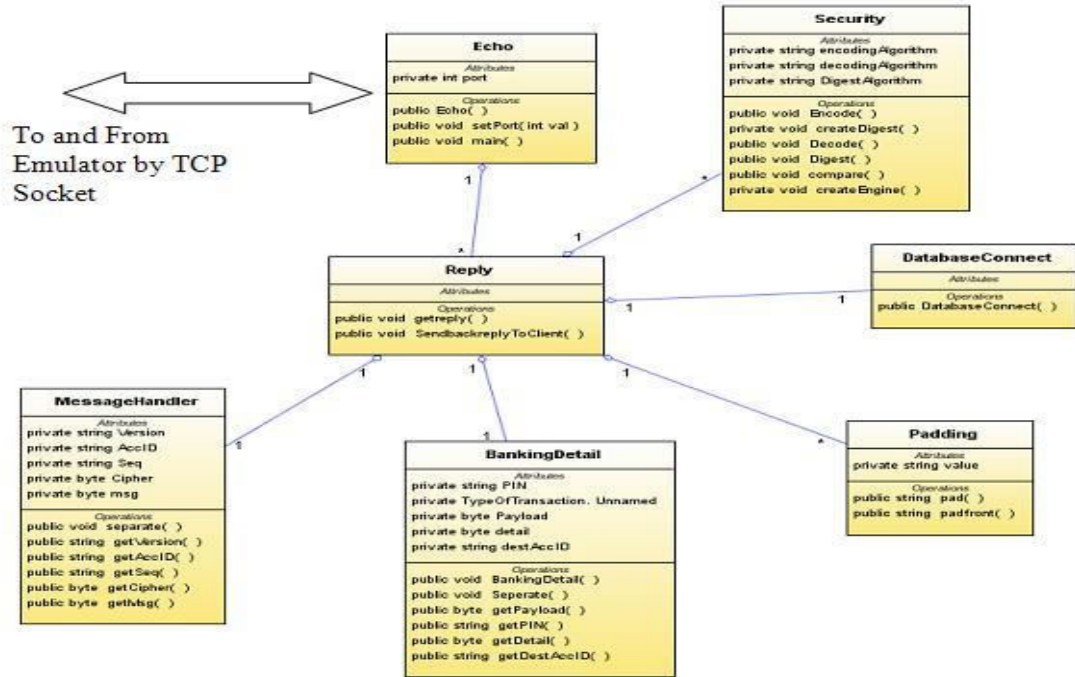 Echo
Attributes
private int port
Operations
public Echo( )
public void setPort( int val )
public void main( )
Security
Attributes
private string encodingAlgorithm
private string decodingAlgorithm
private string DigestAlgorithm
Operations
public void Encode( )
private void createDigest( )
public void Decode( )
public void Digest( )
public void compare( )
private void createEngine( )
To and From
Emulator by TCP
Socket
1
*
*
1
Reply
Attributes
Operations
public void getreply( )
public void SendbackreplyToClient( )
DatabaseConnect
Attributes
Operations
public DatabaseConnect( )
1
1
1
1
1
1
1
*
MessageHandler
Attributes
private string Version
private string AccID
private string Seq
private byte Cipher
private byte msg
Operations
public void separate( )
public string getVersion( )
public string getAccID( )
public string getSeq( )
public byte getCipher( )
public byte getMsg( )
BankingDetail
Attributes
private string PIN
private TypeOfTransaction. Unnamed
private byte Payload
private byte detail
private string destAccID
Operations
public void BankingDetail( )
public void Seperate( )
public byte getPayload( )
public string getPIN( )
public byte getDetail( )
public string getDestAccID( )
Padding
Attributes
private string value
Operations
public string pad( )
public string padfront( )